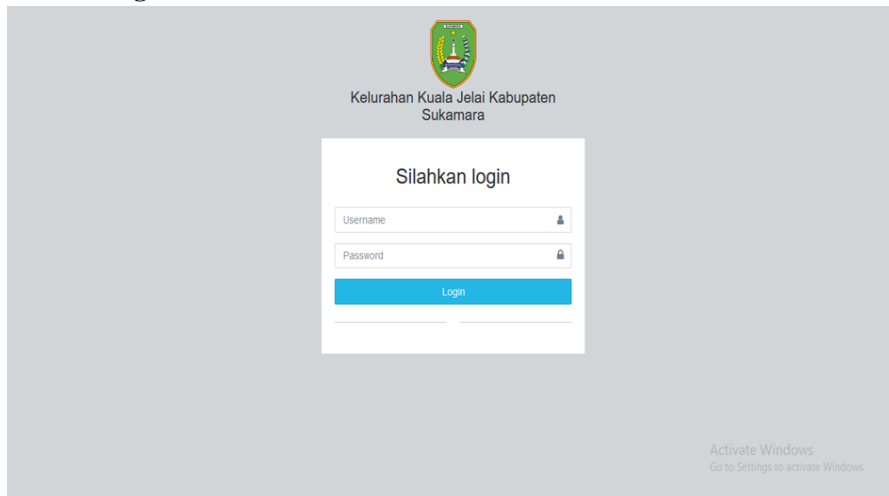 Kelurahan Kuala Jelai Kabupaten
Sukamara
Silahkan login
Username
Password
Login
Activate Windows
Go to Settings to activate Windows.